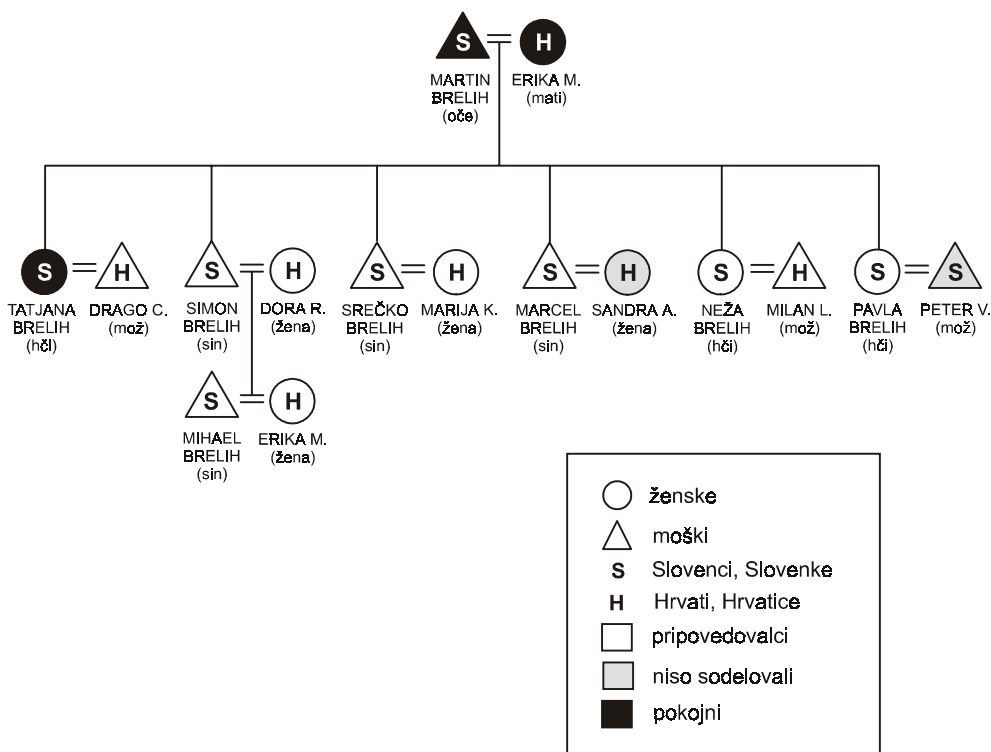 S H
MARTIN BRELIH (oče)
ERIKA M. (mati)
S H S H S H S H S H S S
TATJANA BRELIH (hči)
DRAGO C. (mož)
SIMON BRELIH (sin)
DORA R. (žena)
SREČKO BRELIH (sin)
MARIJA K. (žena)
MARCEL BRELIH (sin)
SANDRA A. (žena)
NEŽA BRELIH (hči)
MILAN L. (mož)
PAVLA BRELIH (hči)
PETER V. (mož)
S H
MIHAEL BRELIH (sin)
ERIKA M. (žena)
ženske
moški
S Slovenci, Slovenke
H Hrvati, Hrvatice
pripovedovalci
niso sodelovali
pokojni